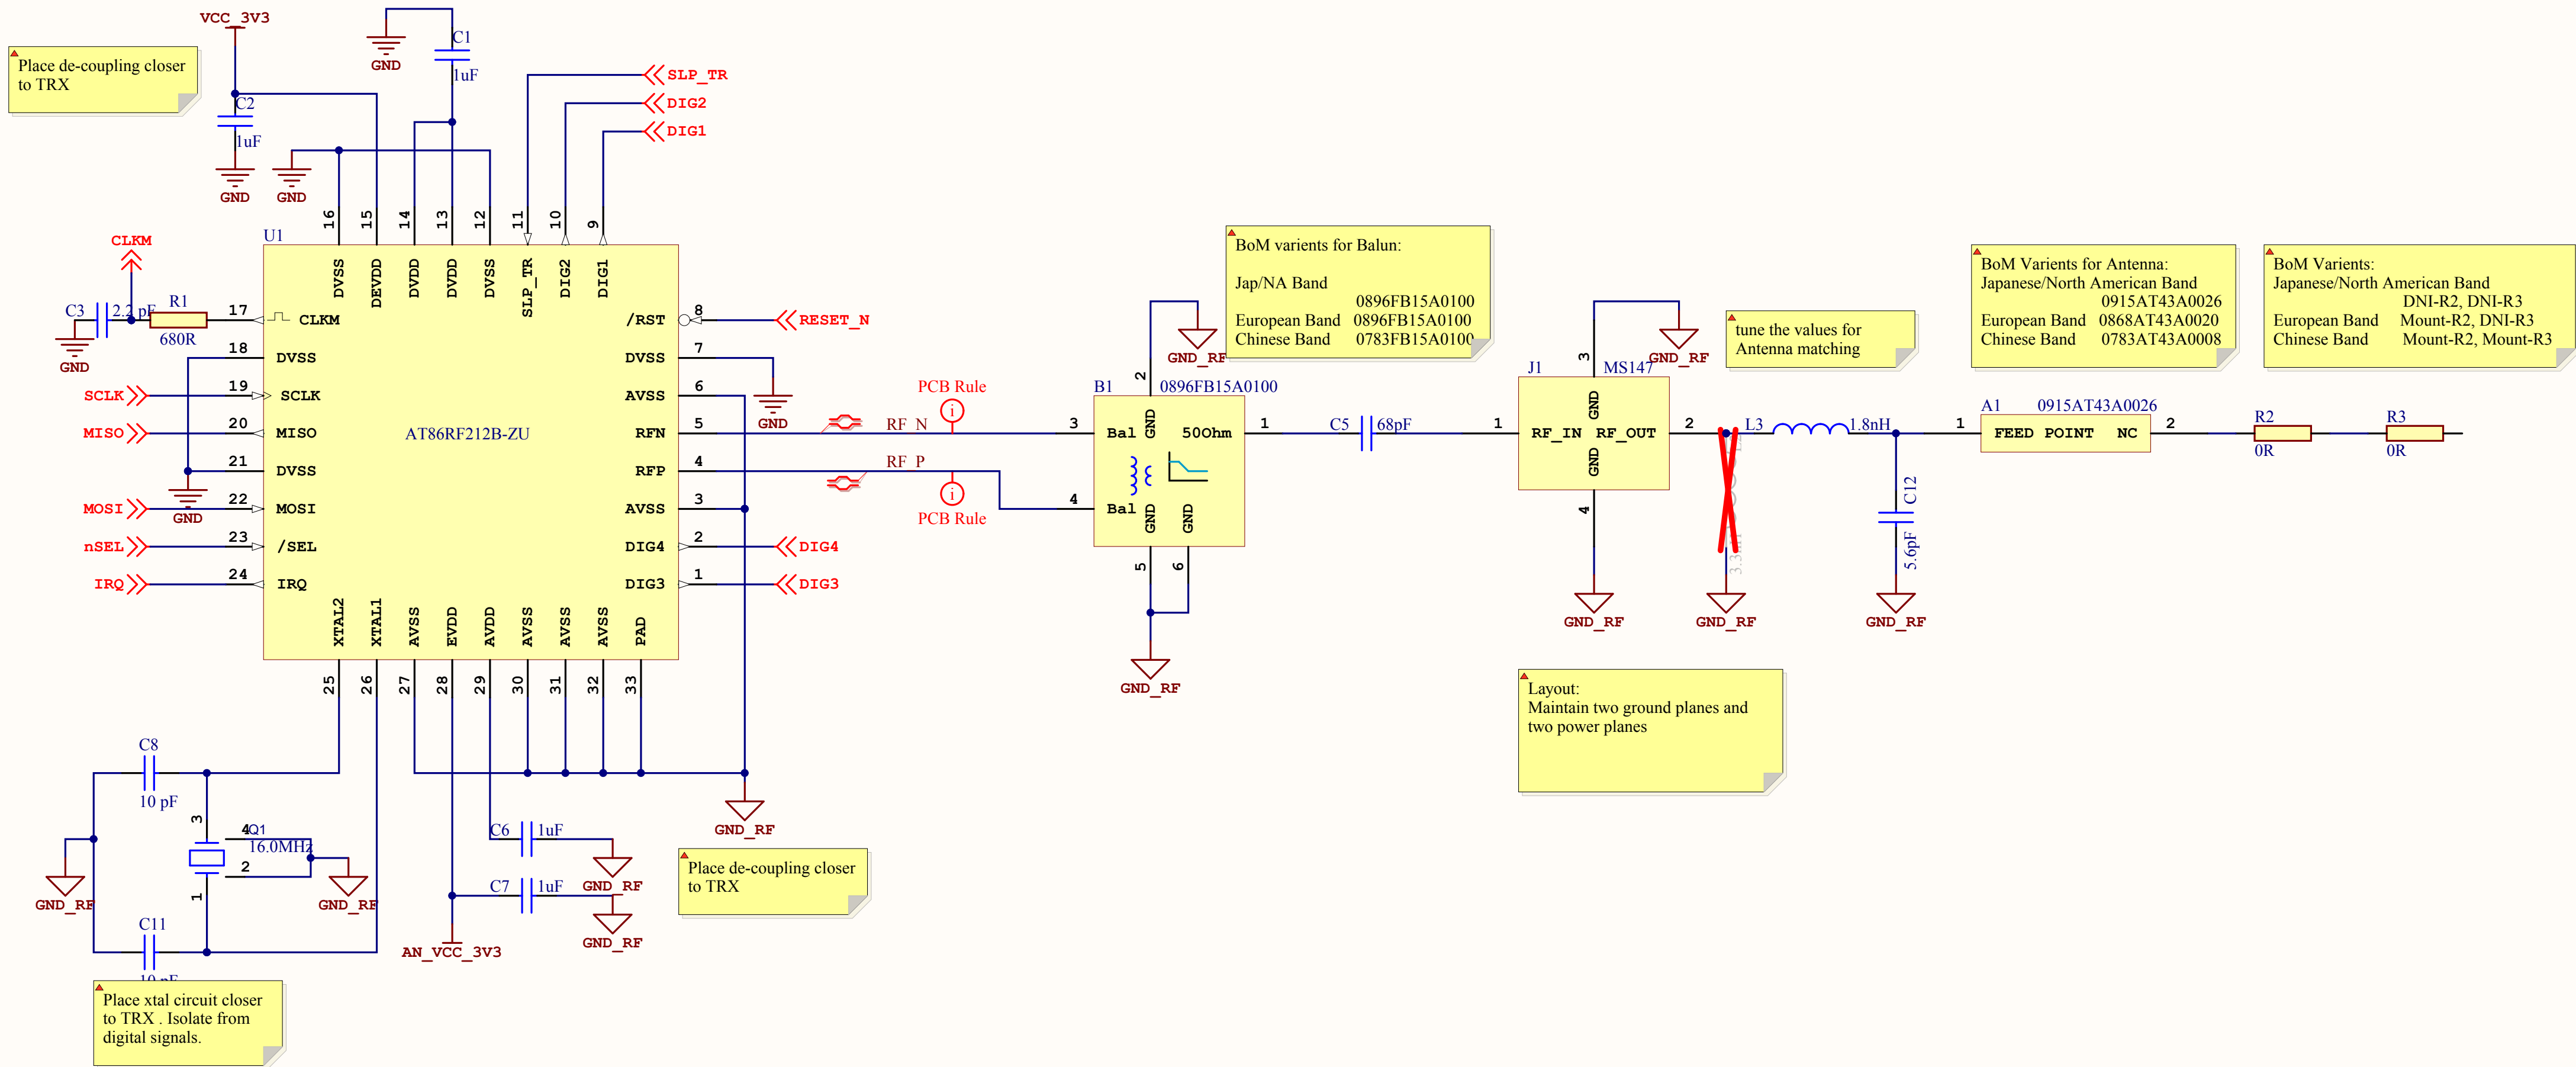 VCC_3V3
Place de-coupling closer
to TRX
GND
C1
1uF
C2
1uF
GND
GND
SLP_TR
DIG2
DIG1
16
15
14
13
12
11
10
9
U1
DVSS
DEVDD
DVDD
DVDD
DVSS
SLP_TR
DIG2
DIG1
CLKM
C3
2.2 pF
R1
680R
GND
17
CLKM
18
DVSS
SCLK
19
SCLK
MISO
20
MISO
21
DVSS
GND
MOSI
22
MOSI
nSEL
23
/SEL
IRQ
24
IRQ
AT86RF212B-ZU
/RST
8
RESET_N
DVSS
7
GND
AVSS
6
RFN
5
RF_N
RFP
4
RF_P
AVSS
3
DIG4
2
DIG4
DIG3
1
DIG3
PCB Rule
i
i
PCB Rule
XTAL2
XTAL1
AVSS
EVDD
AVDD
AVSS
AVSS
AVSS
PAD
25
26
27
28
29
30
31
32
33
BoM varients for Balun:
Jap/NA Band
0896FB15A0100
European Band 0896FB15A0100
Chinese Band 0783FB15A0100
GND_RF
2
B1
0896FB15A0100
3
Bal
GND
50Ohm
1
4
Bal
GND
GND
5
6
GND_RF
C5
68pF
GND_RF
3
J1
MS147
1
RF_IN
GND
RF_OUT
2
GND
4
GND_RF
tune the values for
Antenna matching
L3
1.8nH
GND_RF
C12
5.6pF
GND_RF
BoM Varients for Antenna:
Japanese/North American Band
0915AT43A0026
European Band 0868AT43A0020
Chinese Band 0783AT43A0008
BoM Varients:
Japanese/North American Band
DNI-R2, DNI-R3
European Band Mount-R2, DNI-R3
Chinese Band Mount-R2, Mount-R3
A1
0915AT43A0026
1
FEED POINT
NC
2
R2
0R
R3
0R
Layout:
Maintain two ground planes and
two power planes
C8
10 pF
3
4
Q1
16.0MHz
2
1
GND_RF
GND_RF
C11
10 pF
Place xtal circuit closer
to TRX . Isolate from
digital signals.
C6
1uF
GND_RF
C7
1uF
GND_RF
AN_VCC_3V3
GND_RF
Place de-coupling closer
to TRX